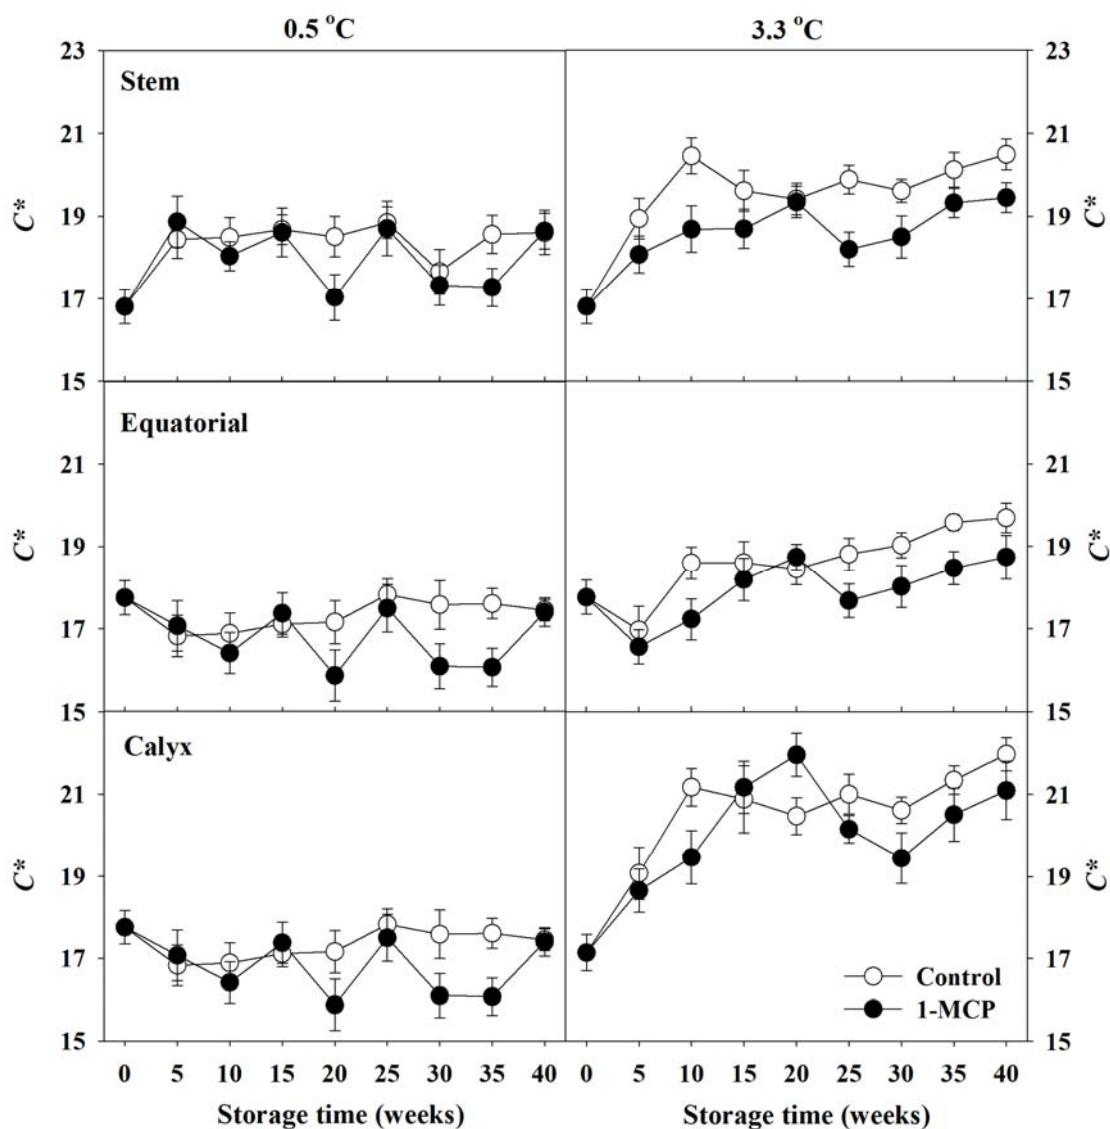 0.5 °C 3.3 °C
23 23
Stem
21 21
C* 19 19 C*
17 17
15 15
Equatorial
21 21
C* 19 19 C*
17 17
15 15
Calyx
21 21
C* 19 19 C*
17 17
Control
1-MCP
15 15
0 5 10 15 20 25 30 35 40 0 5 10 15 20 25 30 35 40
Storage time (weeks) Storage time (weeks)